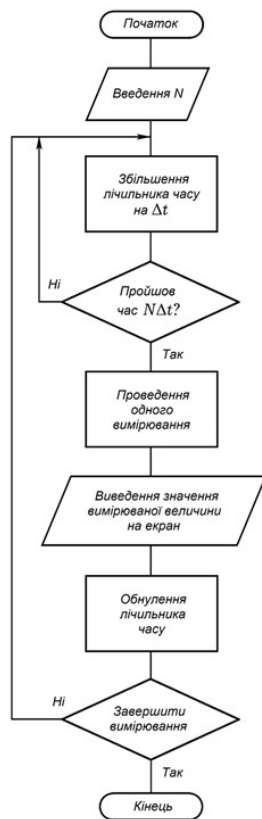 Початок
Введення N
Збільшення
лічильника часу
на Δt
Ні
Пройшов
час NΔt?
Так
Проведення
одного
вимірювання
Виведення значення
вимірюваної величини
на екран
Обнулення
лічильника
часу
Ні
Завершити
вимірювання
Так
Кінець